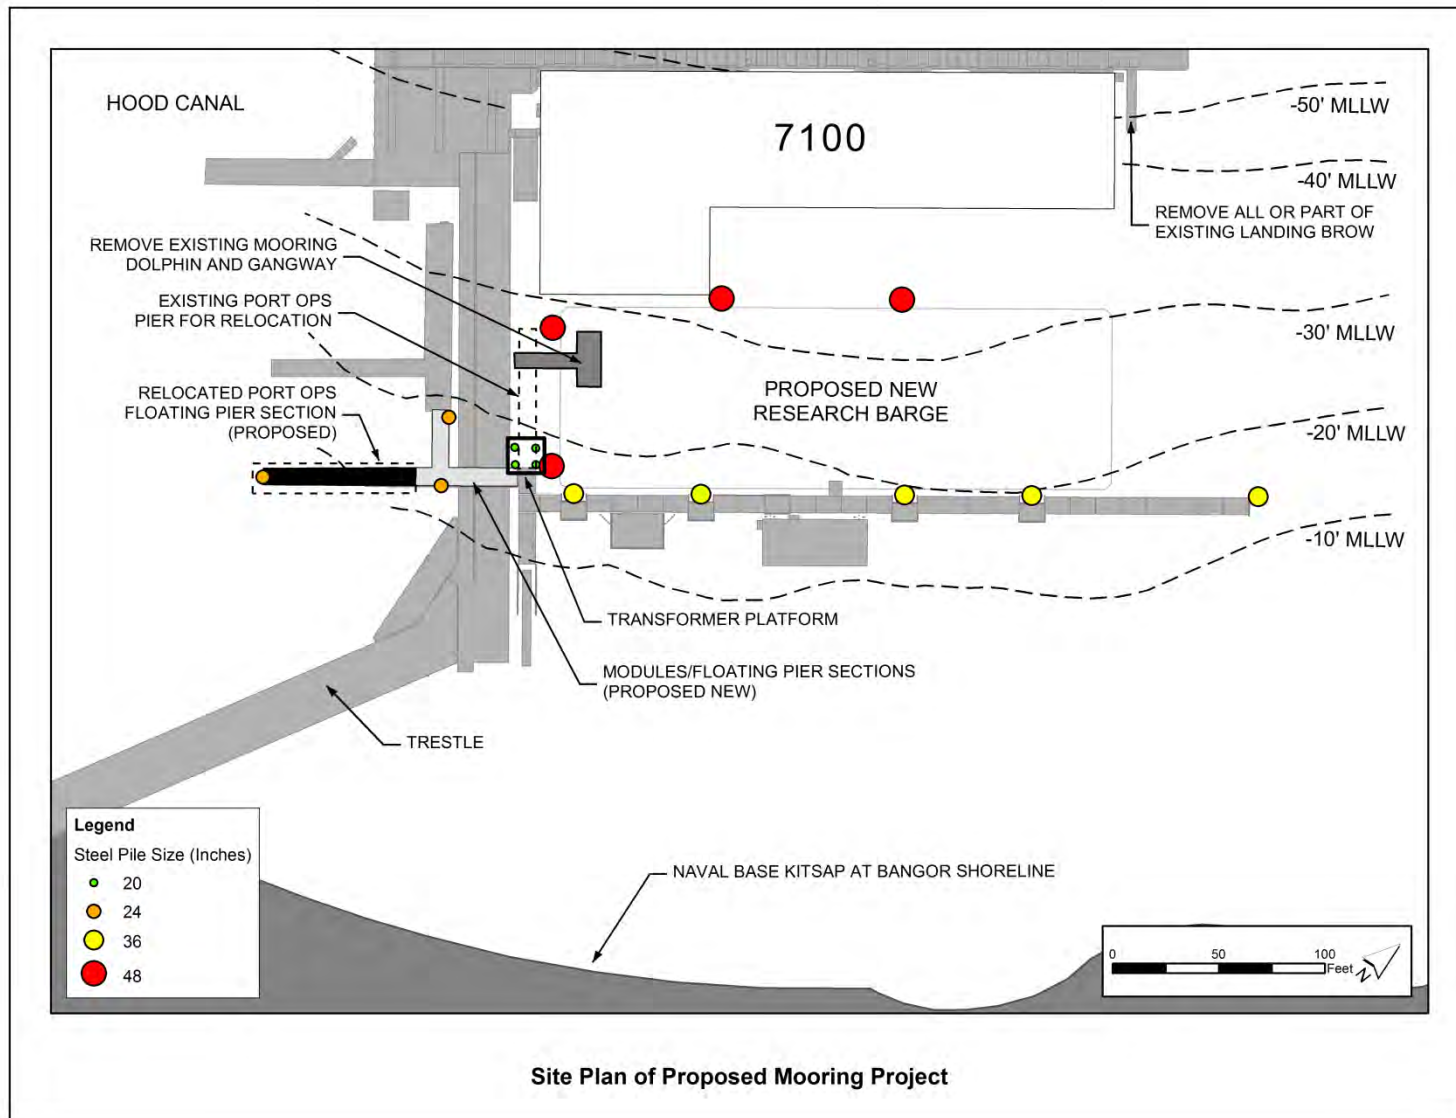 HOOD CANAL
7100
-50' MLLW
-40' MLLW
REMOVE ALL OR PART OF
EXISTING LANDING BROW
REMOVE EXISTING MOORING
DOLPHIN AND GANGWAY
EXISTING PORT OPS
PIER FOR RELOCATION
-30' MLLW
RELOCATED PORT OPS
FLOATING PIER SECTION
(PROPOSED)
PROPOSED NEW
RESEARCH BARGE
-20' MLLW
-10' MLLW
TRANSFORMER PLATFORM
MODULES/FLOATING PIER SECTIONS
(PROPOSED NEW)
TRESTLE
Legend
Steel Pile Size (Inches)
20
24
36
48
NAVAL BASE KITSAP AT BANGOR SHORELINE
0 50 100
Feet
N
Site Plan of Proposed Mooring Project